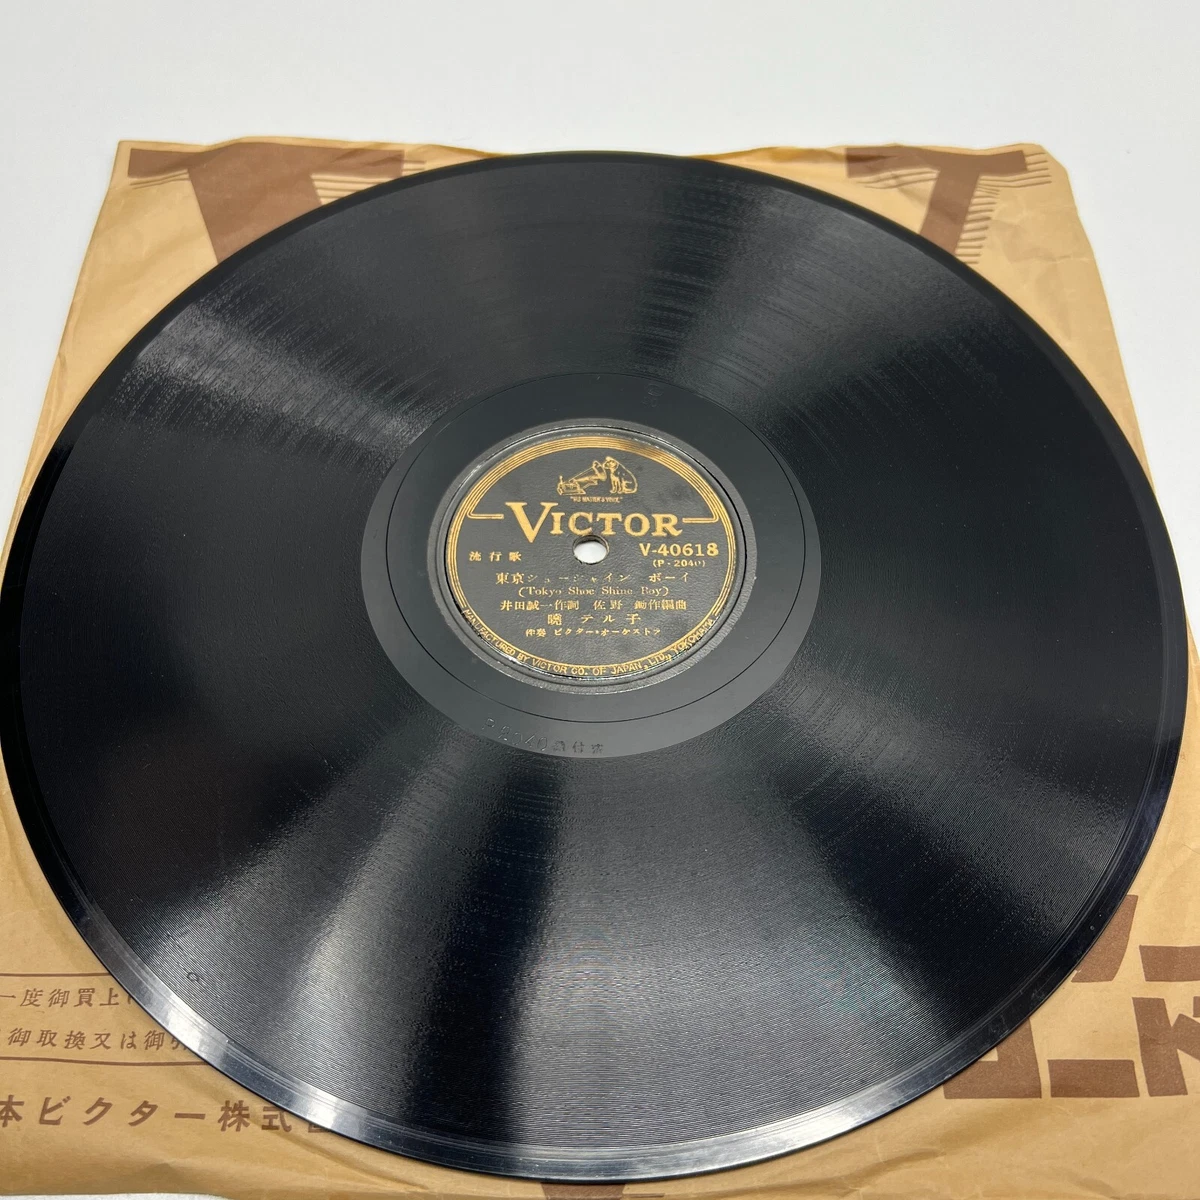 "HIS MASTER'S VOICE"
VICTOR
流行歌
V-40618
東京シューシャイン ボーイ
(Tokyo Shoe Shine Boy)
井田誠一作詞 佐野 鋤作編曲
暁 テル子
伴奏 ビクター・オーケストラ
MANUFACTURED BY VICTOR CO. OF JAPAN, LTD., YOKOHAMA
一度御買上
御取換又は御
本ビクター株式